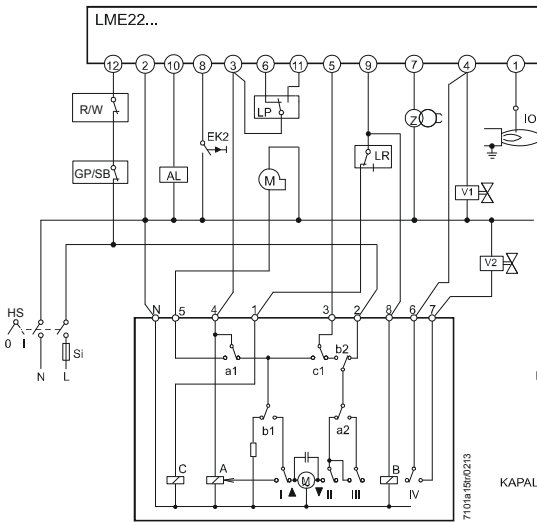 LME22...
12 2 10 8 3 6 11 5 9 7 4 1
R/W
LP
Z
IO
EK2
GP/SB
AL
M
LR
V1
V2
HS
0 I
Si
N L
N 5 4 1 3 2 8 6 7
a1
c1
b2
b1
a2
C
A
I
M
II
III
B
IV
7101a15tr/0213
KAPAL